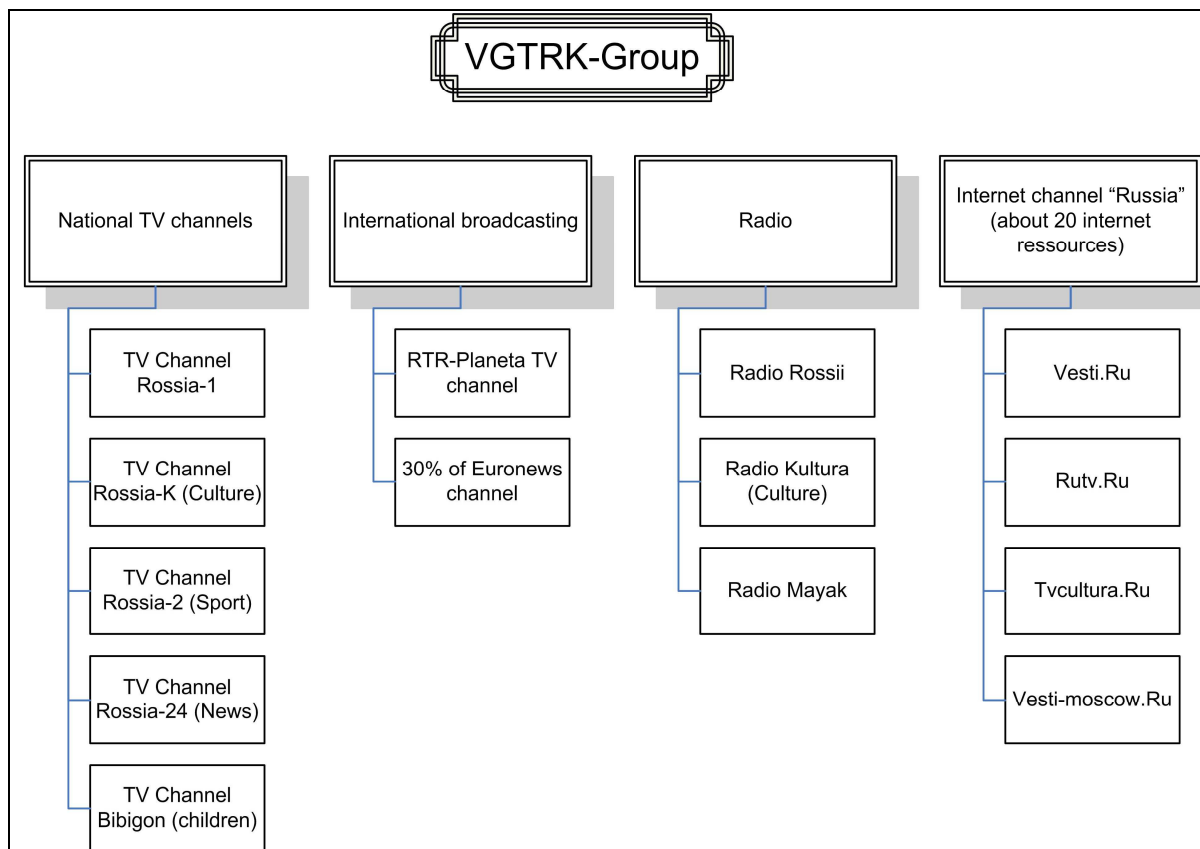 VGTRK-Group
National TV channels
TV Channel
Rossia-1
TV Channel
Rossia-K (Culture)
TV Channel
Rossia-2 (Sport)
TV Channel
Rossia-24 (News)
TV Channel
Bibigon (children)
International broadcasting
RTR-Planeta TV
channel
30% of Euronews
channel
Radio
Radio Rossii
Radio Kultura
(Culture)
Radio Mayak
Internet channel “Russia”
(about 20 internet
ressources)
Vesti.Ru
Rutv.Ru
Tvcultura.Ru
Vesti-moscow.Ru